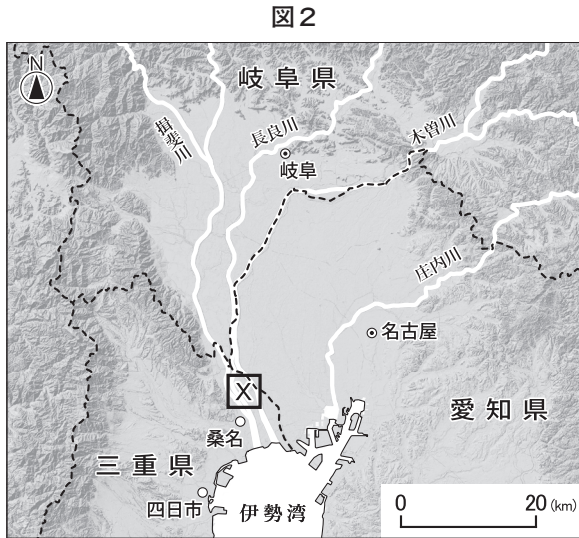 図2
N
岐阜県
揖斐川
長良川
木曽川
岐阜
庄内川
名古屋
X
愛知県
桑名
三重県
四日市
伊勢湾
0 20(km)